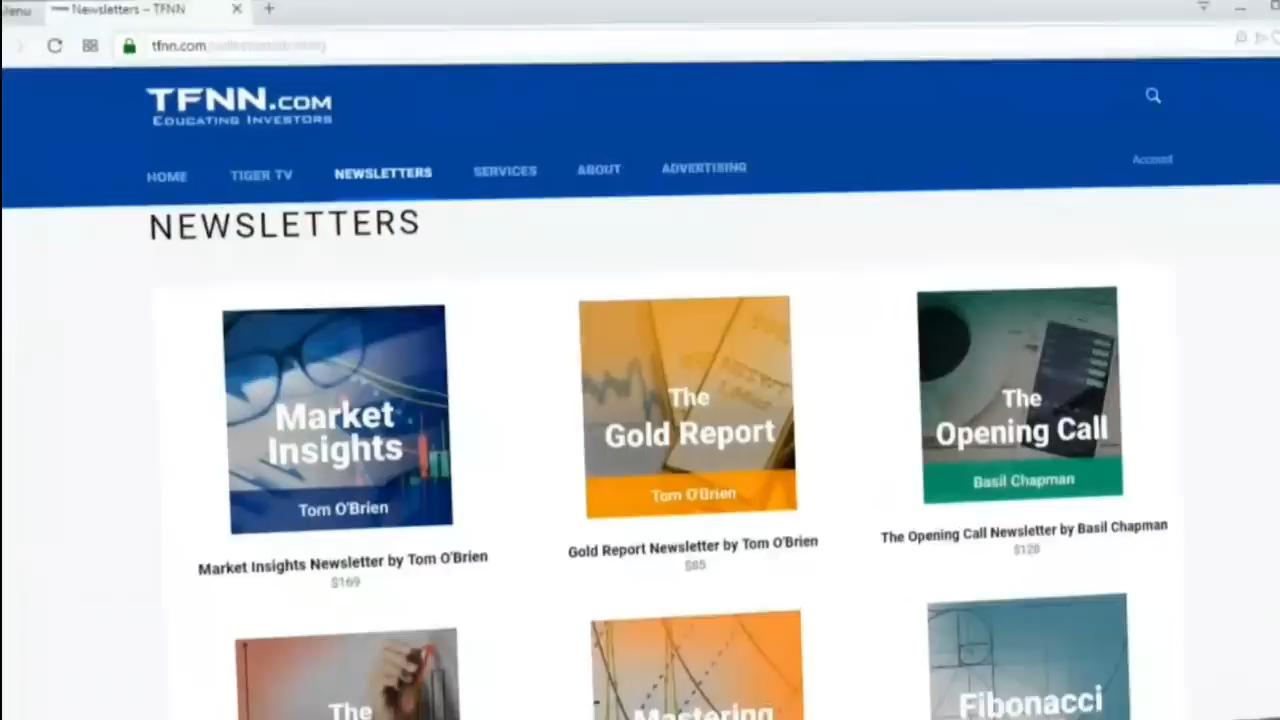 Newsletters – TFNN
tfnn.com
TFNN.COM
EDUCATING INVESTORS
HOME TIGER TV NEWSLETTERS SERVICES ABOUT ADVERTISING
Account
NEWSLETTERS
Market
Insights
Tom O'Brien
The
Gold Report
Tom O'Brien
The
Opening Call
Basil Chapman
Market Insights Newsletter by Tom O'Brien
$169
Gold Report Newsletter by Tom O'Brien
The Opening Call Newsletter by Basil Chapman
The
Mastering
Fibonacci